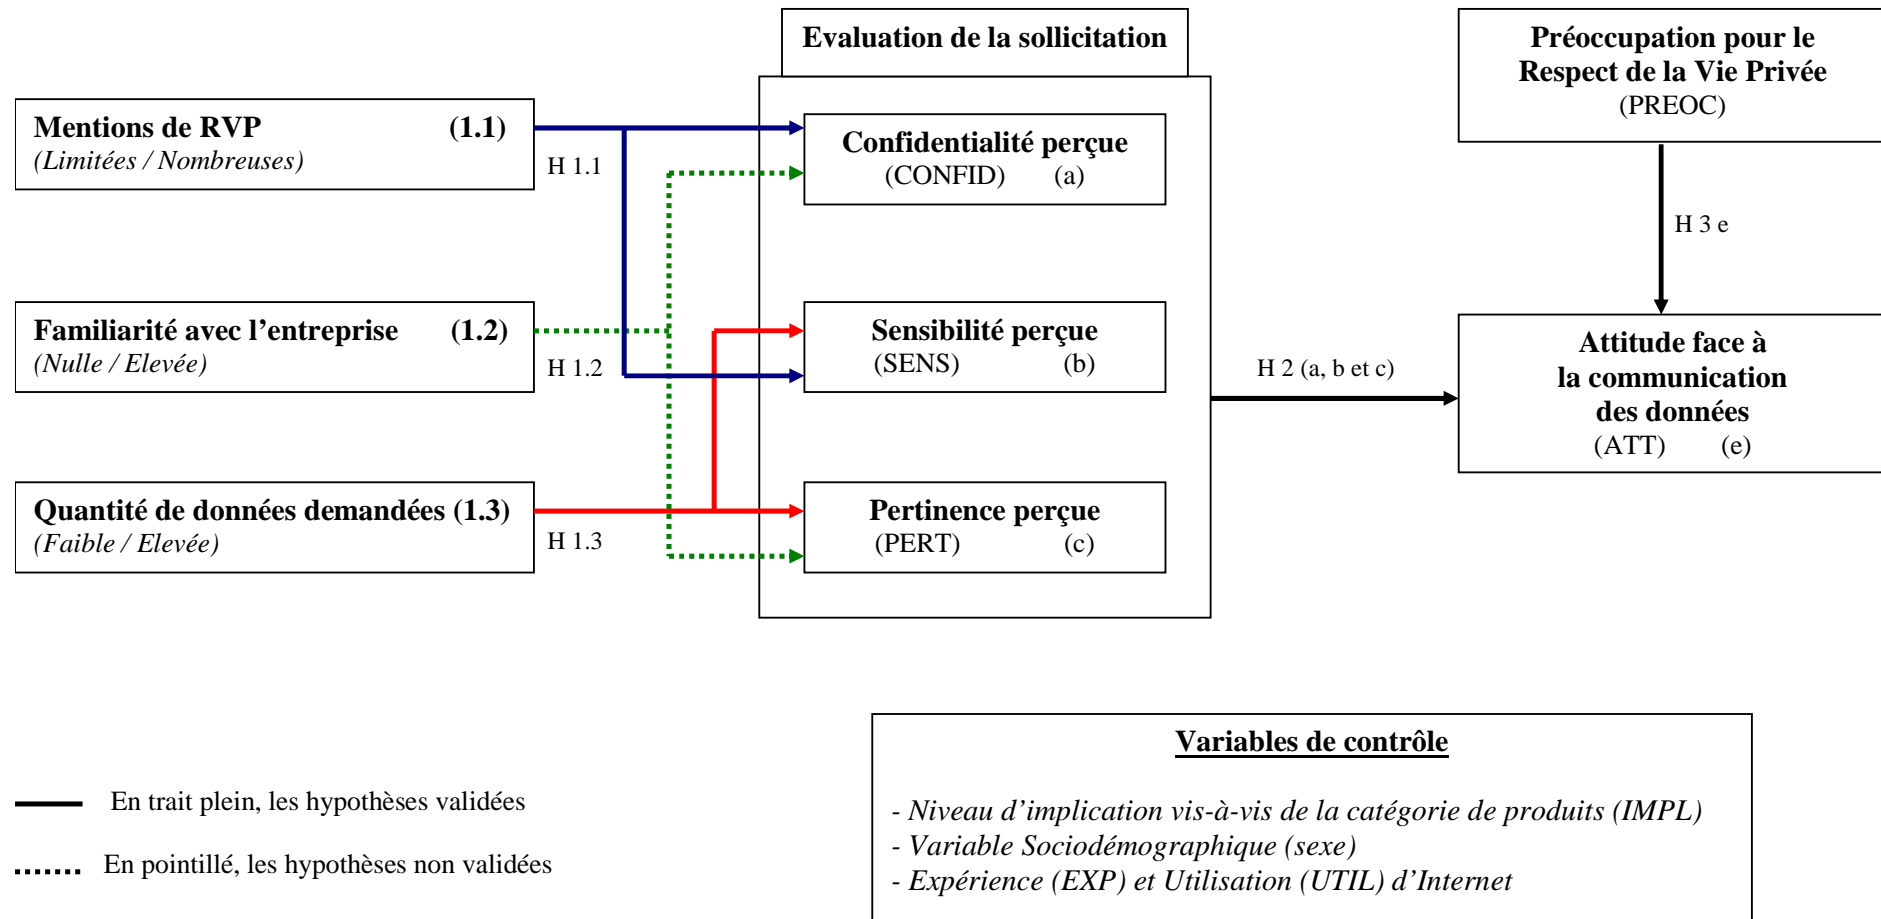 Evaluation de la sollicitation
Préoccupation pour le
Respect de la Vie Privée
(PREOC)
Mentions de RVP (1.1)
(Limitées / Nombreuses)
H 1.1
Confidentialité perçue
(CONFID) (a)
H 3 e
Familiarité avec l’entreprise (1.2)
(Nulle / Elevée)
H 1.2
Sensibilité perçue
(SENS) (b)
H 2 (a, b et c)
Attitude face à
la communication
des données
(ATT) (e)
Quantité de données demandées (1.3)
(Faible / Elevée)
H 1.3
Pertinence perçue
(PERT) (c)
En trait plein, les hypothèses validées
En pointillé, les hypothèses non validées
Variables de contrôle
- Niveau d’implication vis-à-vis de la catégorie de produits (IMPL)
- Variable Sociodémographique (sexe)
- Expérience (EXP) et Utilisation (UTIL) d’Internet